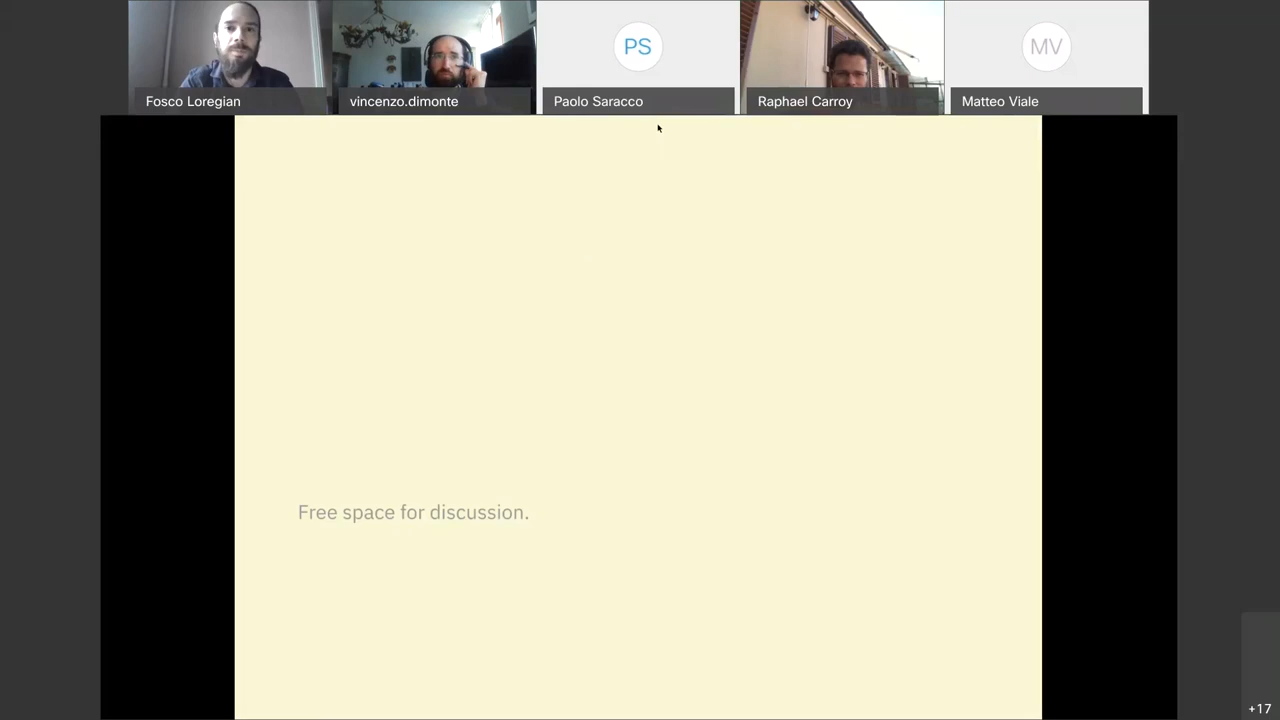 PS
MV
Fosco Loregian
vincenzo.dimonte
Paolo Saracco
Raphael Carroy
Matteo Viale
Free space for discussion.
+17